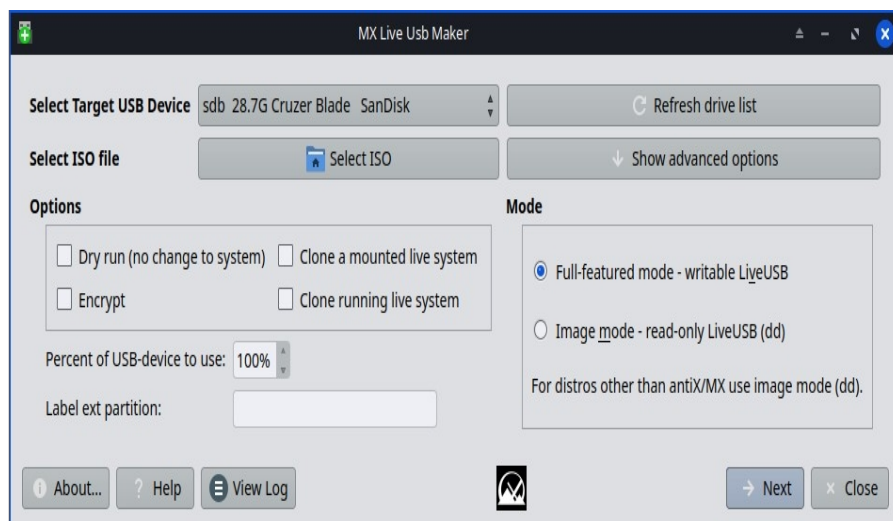 MX Live Usb Maker
Select Target USB Device sdb 28.7G Cruzer Blade SanDisk Refresh drive list
Select ISO file Select ISO Show advanced options
Options Mode
Dry run (no change to system) Clone a mounted live system
Full-featured mode - writable LiveUSB
Encrypt Clone running live system
Image mode - read-only LiveUSB (dd)
Percent of USB-device to use: 100%
For distros other than antiX/MX use image mode (dd).
Label ext partition:
About... ? Help View Log Next Close